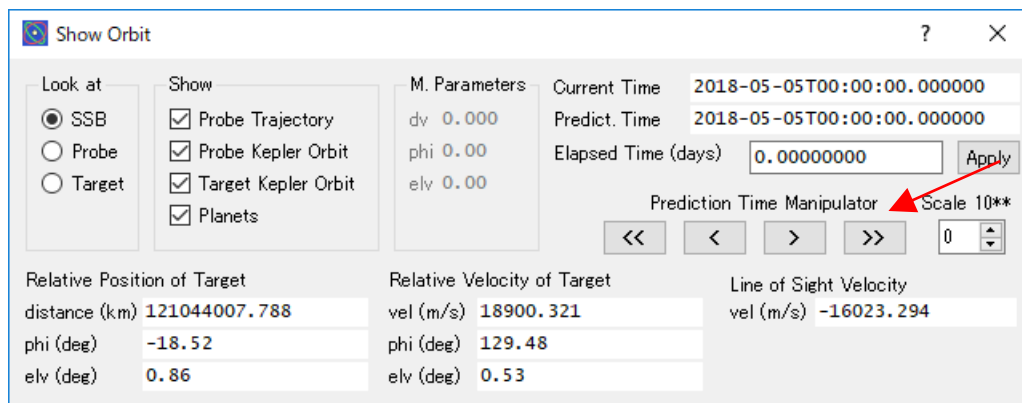 Show Orbit ? ×
Look at Show M. Parameters Current Time 2018-05-05T00:00:00.000000
SSB Probe Trajectory dv 0.000 Predict. Time 2018-05-05T00:00:00.000000
Probe Probe Kepler Orbit phi 0.00 Elapsed Time (days) 0.00000000 Apply
Target Target Kepler Orbit elv 0.00
Planets Prediction Time Manipulator Scale 10**
<< < > >> 0
Relative Position of Target Relative Velocity of Target Line of Sight Velocity
distance (km) 121044007.788 vel (m/s) 18900.321 vel (m/s) -16023.294
phi (deg) -18.52 phi (deg) 129.48
elv (deg) 0.86 elv (deg) 0.53